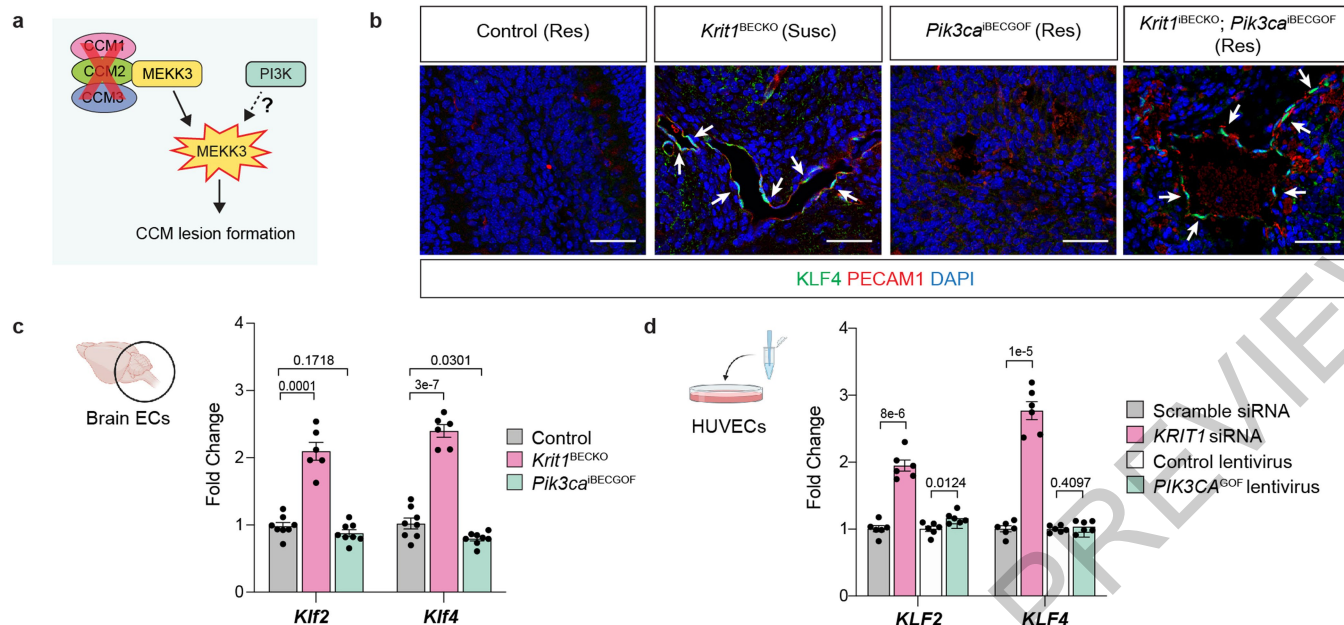 a
CCM1
CCM2
CCM3
MEKK3
PI3K
?
MEKK3
CCM lesion formation
b
Control (Res)
Krit1BECKO (Susc)
Pik3caiBECGOF (Res)
Krit1iBECKO; Pik3caiBECGOF
(Res)
KLF4 PECAM1 DAPI
c
Brain ECs
Fold Change
4
3
2
1
0
0.1718
0.0001
0.0301
3e-7
Klf2
Klf4
Control
Krit1BECKO
Pik3caiBECGOF
d
HUVECs
Fold Change
4
3
2
1
0
8e-6
0.0124
1e-5
0.4097
KLF2
KLF4
Scramble siRNA
KRIT1 siRNA
Control lentivirus
PIK3CAGOF lentivirus
PREVIEW